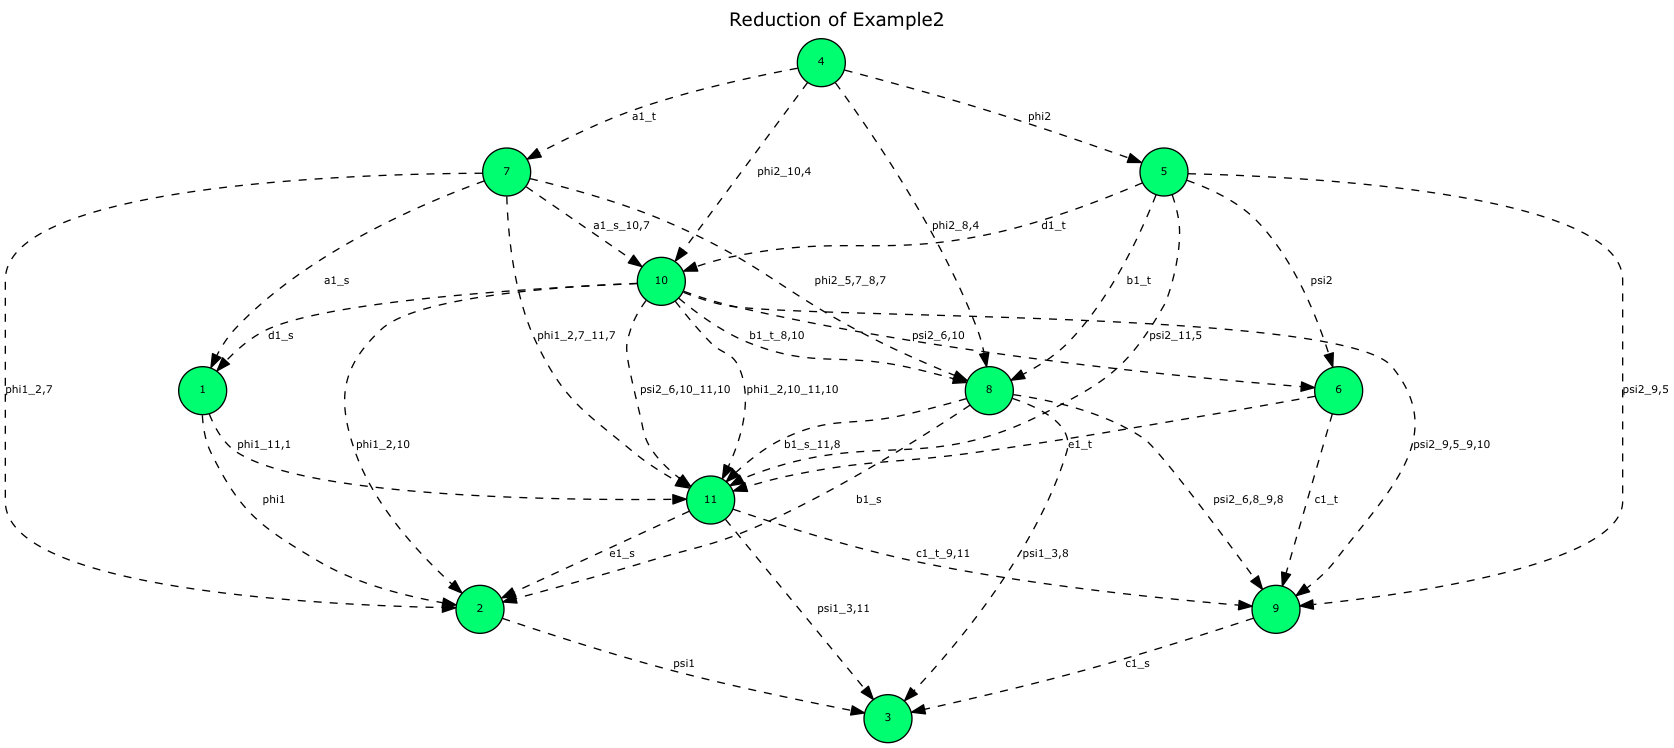 Reduction of Example2
4
a1_t
phi2
7
phi2_10,4
5
a1_s_10,7
phi2_8,4
d1_t
a1_s
10
phi2_5,7_8,7
b1_t
psi2
d1_s
phi1_2,7_11,7
b1_t_8,10
psi2_6,10
psi2_11,5
phi1_2,7
1
psi2_6,10_11,10
phi1_2,10_11,10
8
6
psi2_9,5
phi1_11,1
phi1_2,10
b1_s_11,8
e1_t
psi2_9,5_9,10
phi1
11
b1_s
psi2_6,8_9,8
c1_t
e1_s
c1_t_9,11
psi1_3,8
2
psi1_3,11
9
psi1
c1_s
3